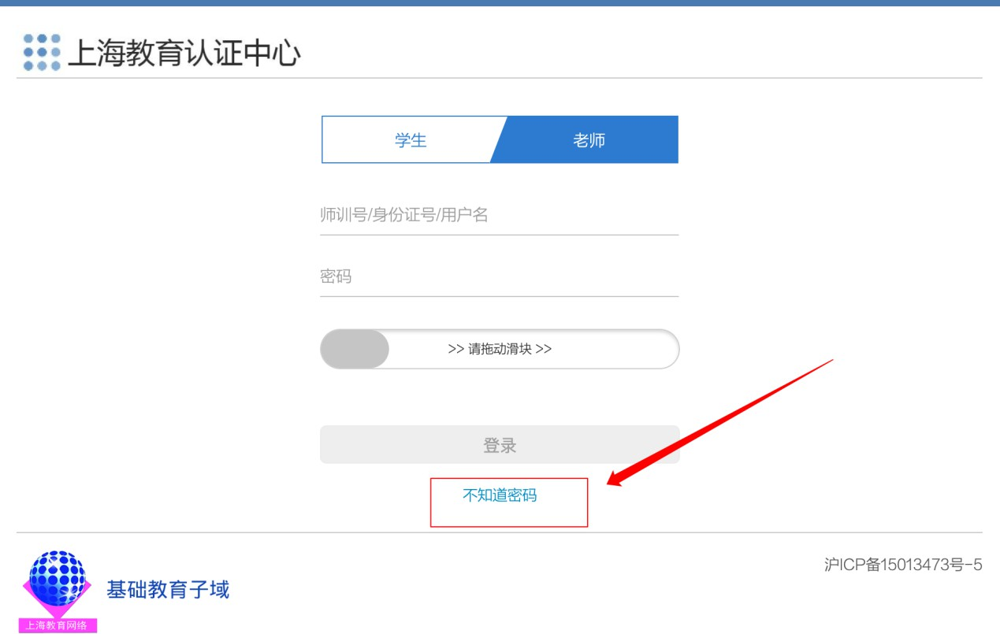 上海教育认证中心
学生
老师
师训号/身份证号/用户名
密码
>> 请拖动滑块 >>
登录
不知道密码
沪ICP备15013473号-5
基础教育子域
上海教育网络